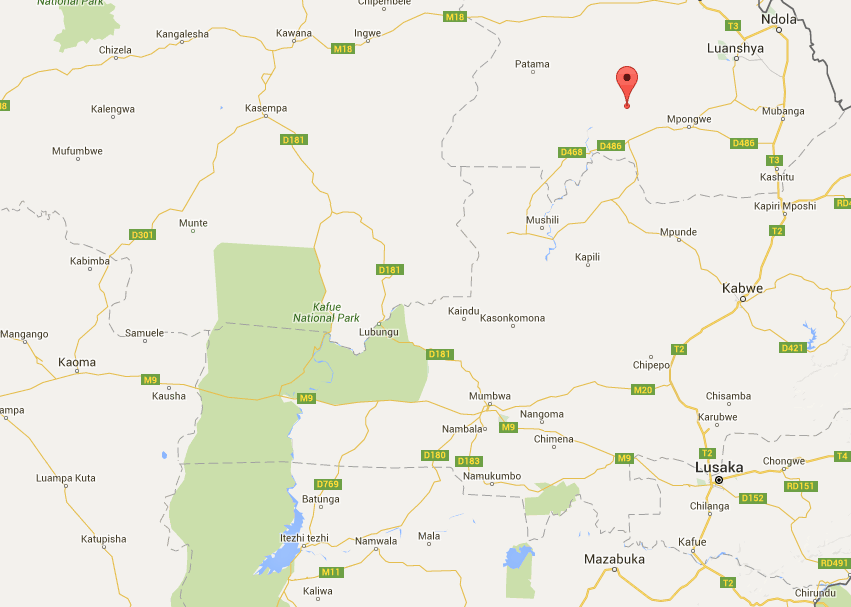 National Park
Chipembele
M18
Kangalesha
Kawana
Ingwe
M18
T3
Ndola
Chizela
Luanshya
Patama
Kalengwa
Kasempa
Mpongwe
Mubanga
D181
D486
D486
Mufumbwe
D468
T3
Kashitu
Kapiri Mposhi
Munte
Mushili
D301
Mpunde
T2
Kabimba
D181
Kapili
Kabwe
Kafue
National Park
Kaindu
Kasonkomona
Mangango
Samuele
Lubungu
Kaoma
D181
T2
D421
Chipepo
M9
Kausha
M9
Mumbwa
M20
Chisamba
Nangoma
Karubwe
Nambala
M9
Chimena
D180
D183
M9
T2
Lusaka
Chongwe
T4
Luampa Kuta
D769
Namukumbo
RD151
Batunga
D152
Chilanga
Katupisha
Itezhi tezhi
Namwala
Mala
Kafue
Mazabuka
RD491
M11
T2
Kaliwa
Chirundu